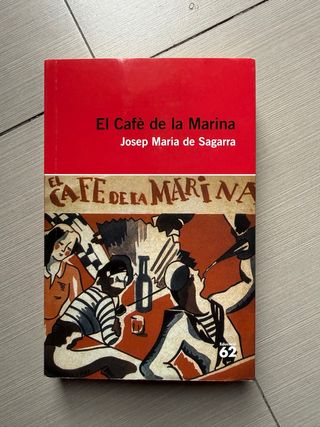 El Cafè de la Marina
Josep Maria de Sagarra
EL CAFE DE LA MARINA
Edicions
62